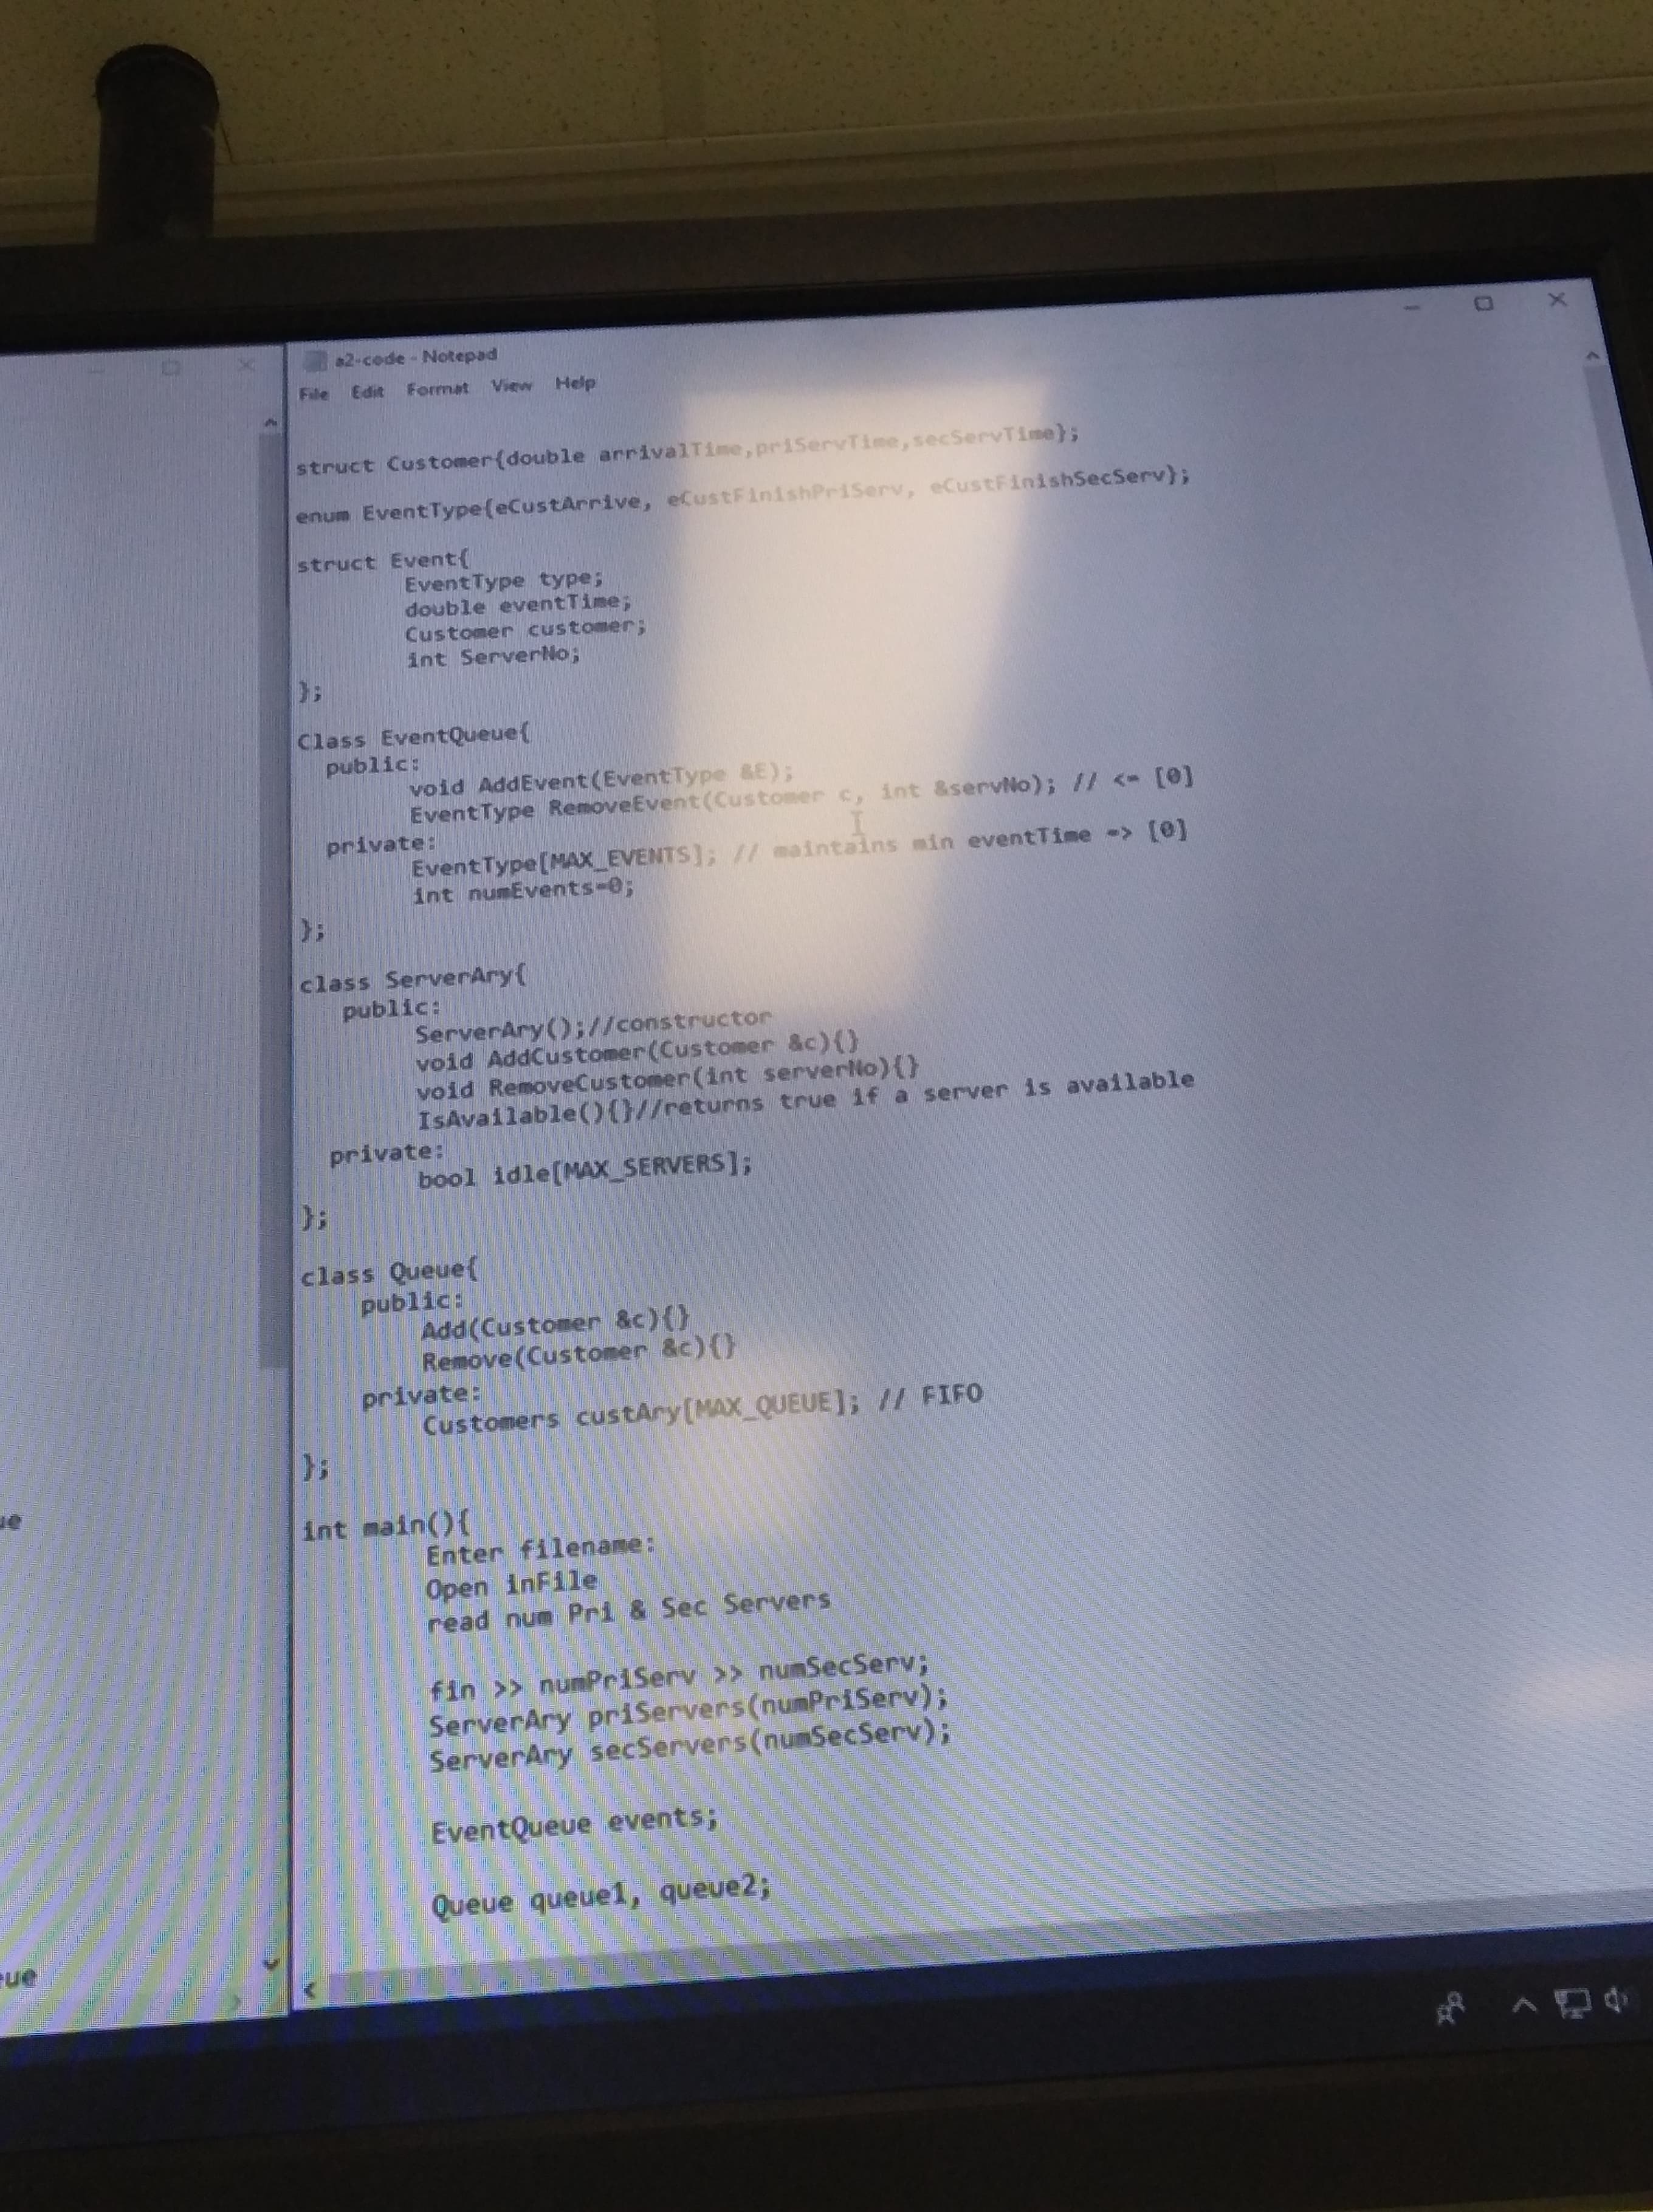 a2-code - Notepad
File Edit Format View Help
struct Customer{double arrivalTime,priServTime,secServTime};
enum EventType{eCustArrive, eCustFinishPriServ, eCustFinishSecServ};
struct Event{
EventType type;
double eventTime;
Customer customer;
int ServerNo;
};
Class EventQueue{
public:
void AddEvent(EventType &E);
EventType RemoveEvent(Customer c, int &servNo); // <= [0]
private:
EventType[MAX_EVENTS]; // maintains min eventTime => [0]
int numEvents=0;
};
class ServerAry{
public:
ServerAry();//constructor
void AddCustomer(Customer &c){}
void RemoveCustomer(int serverNo){}
IsAvailable(){}//returns true if a server is available
private:
bool idle[MAX_SERVERS];
};
class Queue{
public:
Add(Customer &c){}
Remove(Customer &c){}
private:
Customers custAry[MAX_QUEUE]; // FIFO
};
int main(){
Enter filename:
Open inFile
read num Pri & Sec Servers
fin >> numPriServ >> numSecServ;
ServerAry priServers(numPriServ);
ServerAry secServers(numSecServ);
EventQueue events;
Queue queue1, queue2;